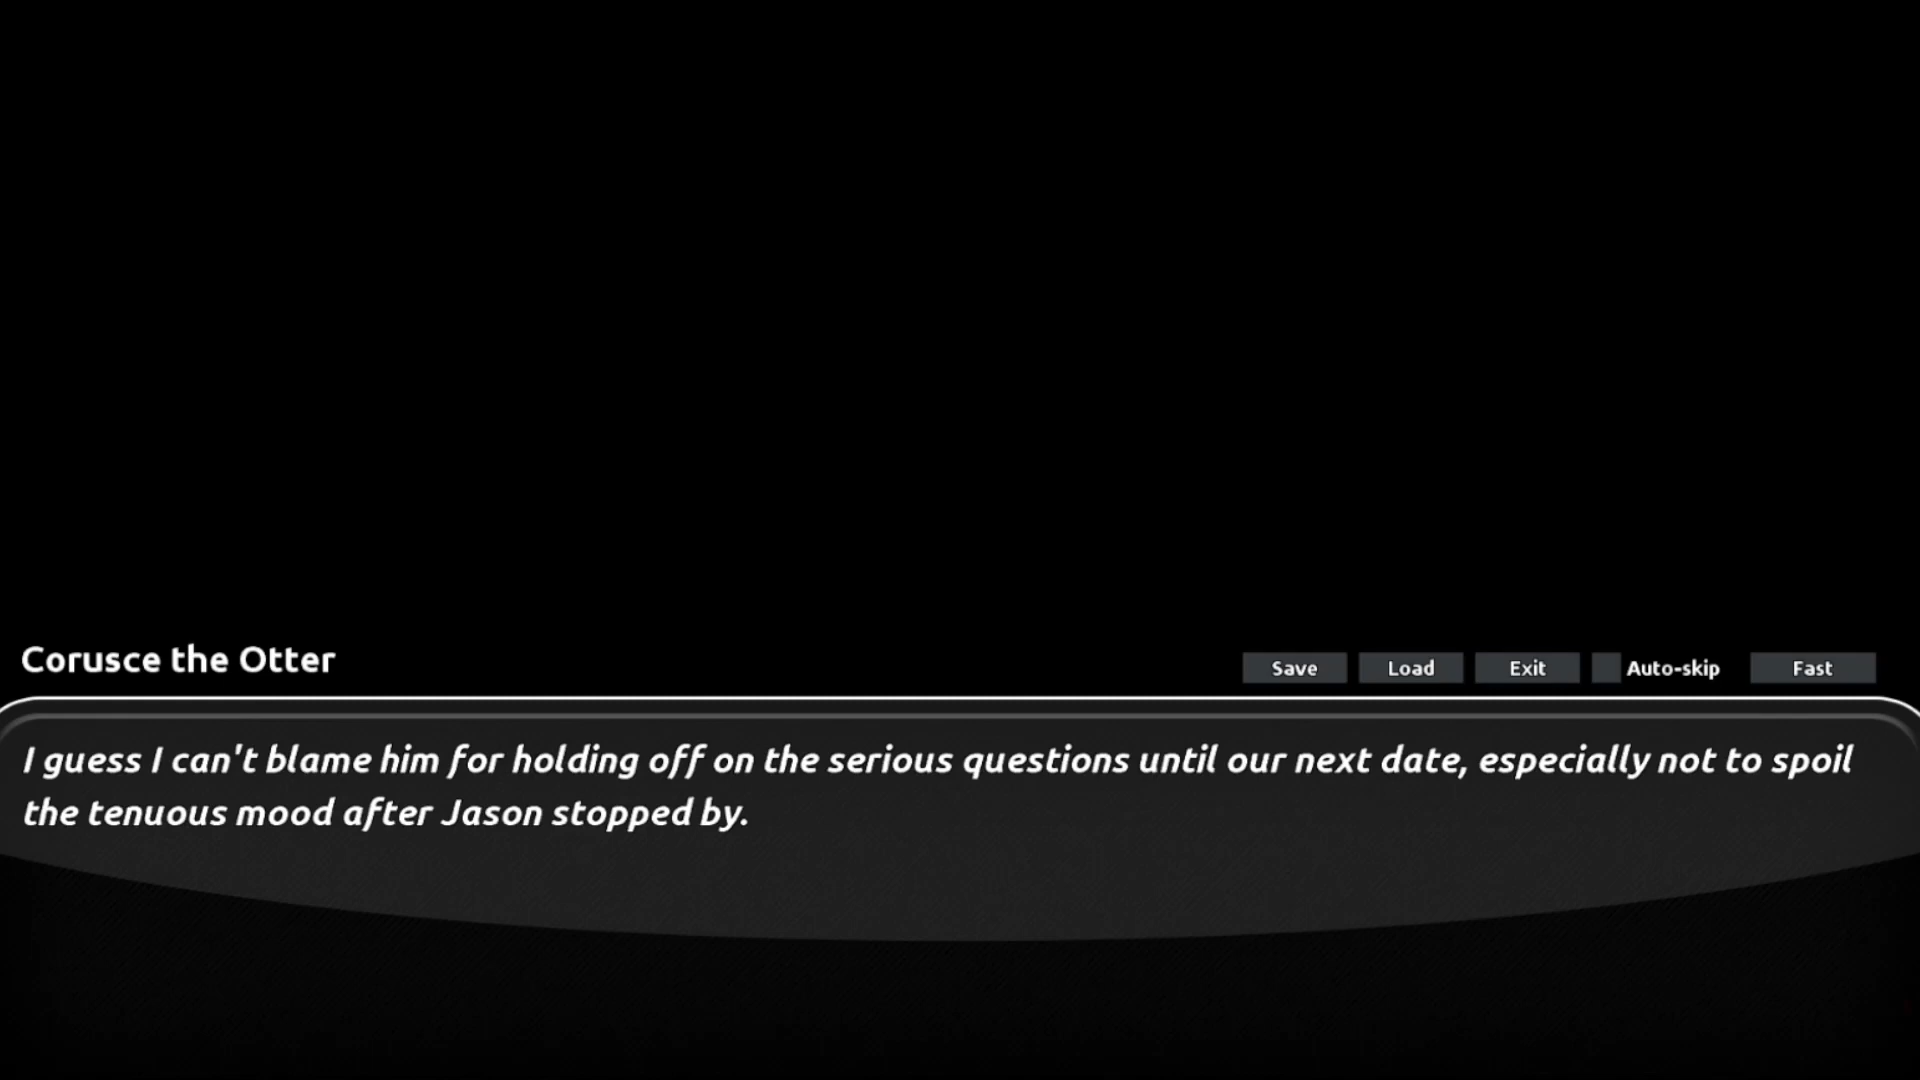 Corusce the Otter
Save Load Exit Auto-skip Fast
I guess I can't blame him for holding off on the serious questions until our next date, especially not to spoil
the tenuous mood after Jason stopped by.